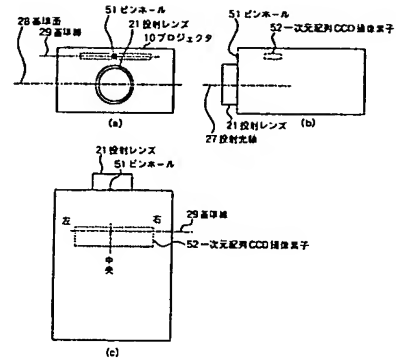 51 ピンホール
28 基準面
21 投射レンズ
29 基準線
10 プロジェクタ
(a)
51 ピンホール
52 一次元配列CCD撮像素子
21 投射レンズ
27 投射光軸
(b)
21 投射レンズ
51 ピンホール
左
右
29 基準線
52 一次元配列CCD撮像素子
中央
(c)